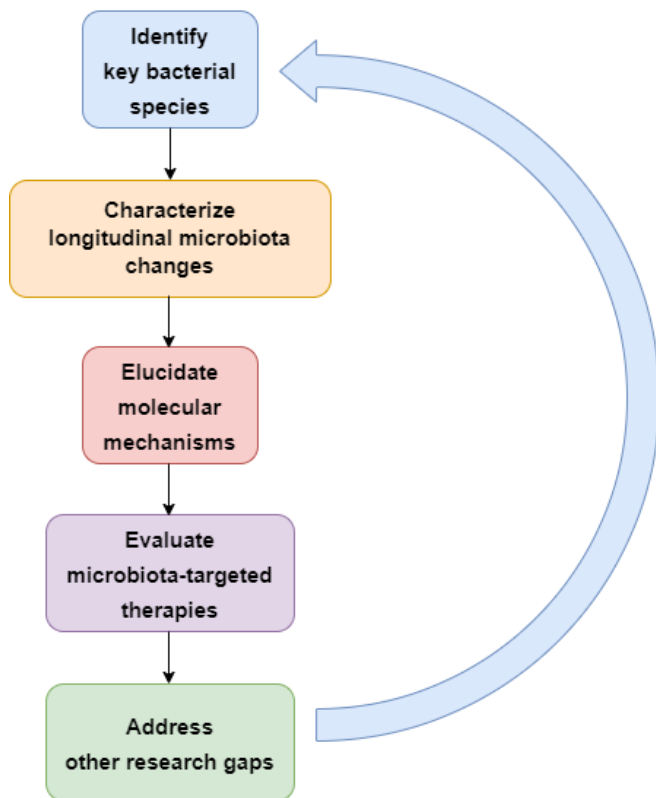 Identify
key bacterial
species
Characterize
longitudinal microbiota
changes
Elucidate
molecular
mechanisms
Evaluate
microbiota-targeted
therapies
Address
other research gaps